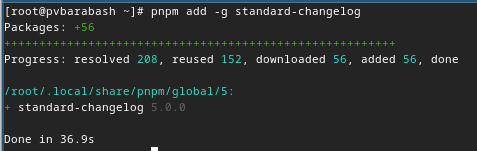 [root@pvbarabash ~]# pnpm add -g standard-changelog
Packages: +56
++++++++++++++++++++++++++++++++++++++++++++++++++++++++
Progress: resolved 208, reused 152, downloaded 56, added 56, done

/root/.local/share/pnpm/global/5:
+ standard-changelog 5.0.0

Done in 36.9s